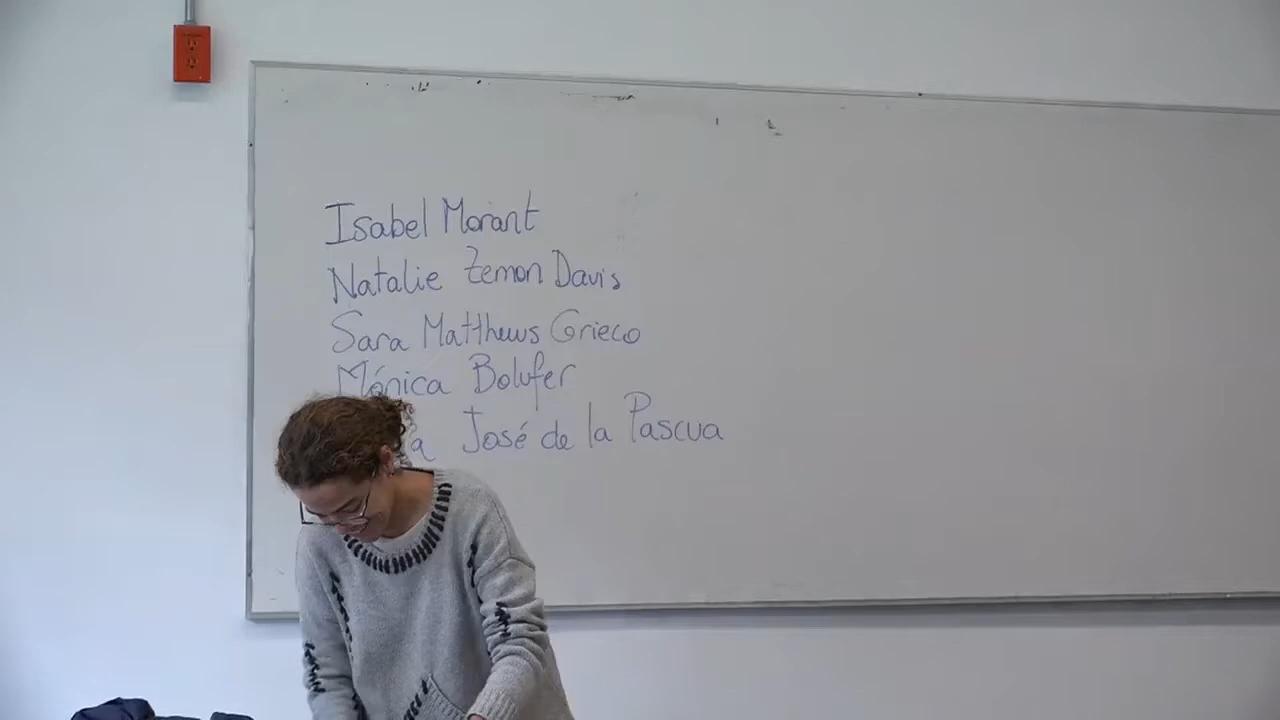 Isabel Morant
Natalie Zemon Davis
Sara Matthews Grieco
Mónica Bolufer
José de la Pascua